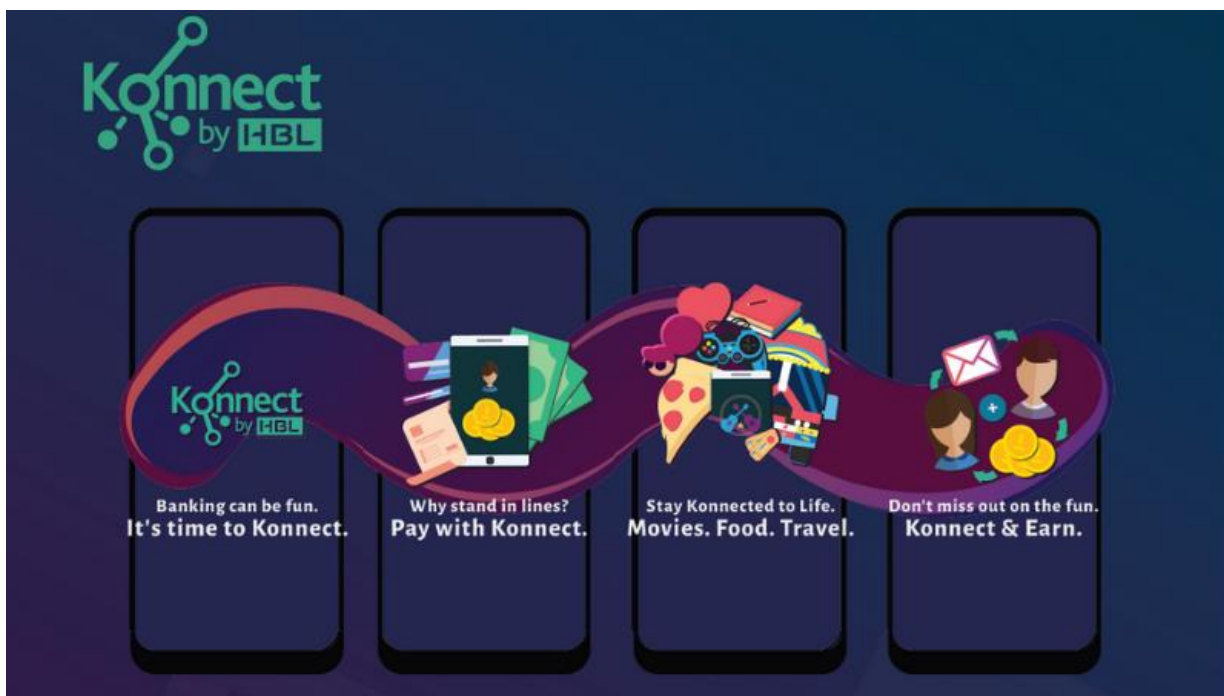 Konnect
by HBL
Konnect
by HBL
Banking can be fun.
It's time to Konnect.
Why stand in lines?
Pay with Konnect.
Stay Konnected to Life.
Movies. Food. Travel.
Don't miss out on the fun.
Konnect & Earn.